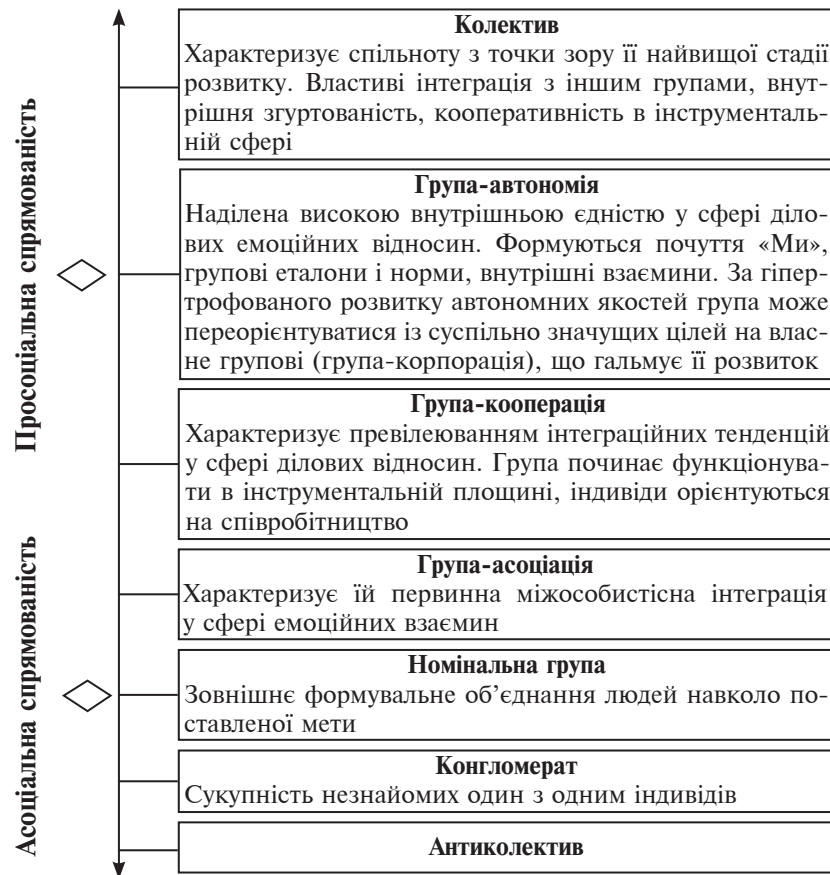 Просоціальна спрямованість
Асоціальна спрямованість
Колектив
Характеризує спільноту з точки зору її найвищої стадії
розвитку. Властиві інтеграція з іншим групами, внут-
рішня згуртованість, кооперативність в інструменталь-
ній сфері
Група-автономія
Наділена високою внутрішньою єдністю у сфері діло-
вих емоційних відносин. Формуються почуття «Ми»,
групові еталони і норми, внутрішні взаємини. За гіпер-
трофованого розвитку автономних якостей група може
переорієнтуватися із суспільно значущих цілей на влас-
не групові (група-корпорація), що гальмує її розвиток
Група-кооперація
Характеризує превілеюванням інтеграційних тенденцій
у сфері ділових відносин. Група починає функціонува-
ти в інструментальній площині, індивіди орієнтуються
на співробітництво
Група-асоціація
Характеризує їй первинна міжособистісна інтеграція
у сфері емоційних взаємин
Номінальна група
Зовнішнє формувальне об’єднання людей навколо по-
ставленої мети
Конгломерат
Сукупність незнайомих один з одним індивідів
Антиколектив